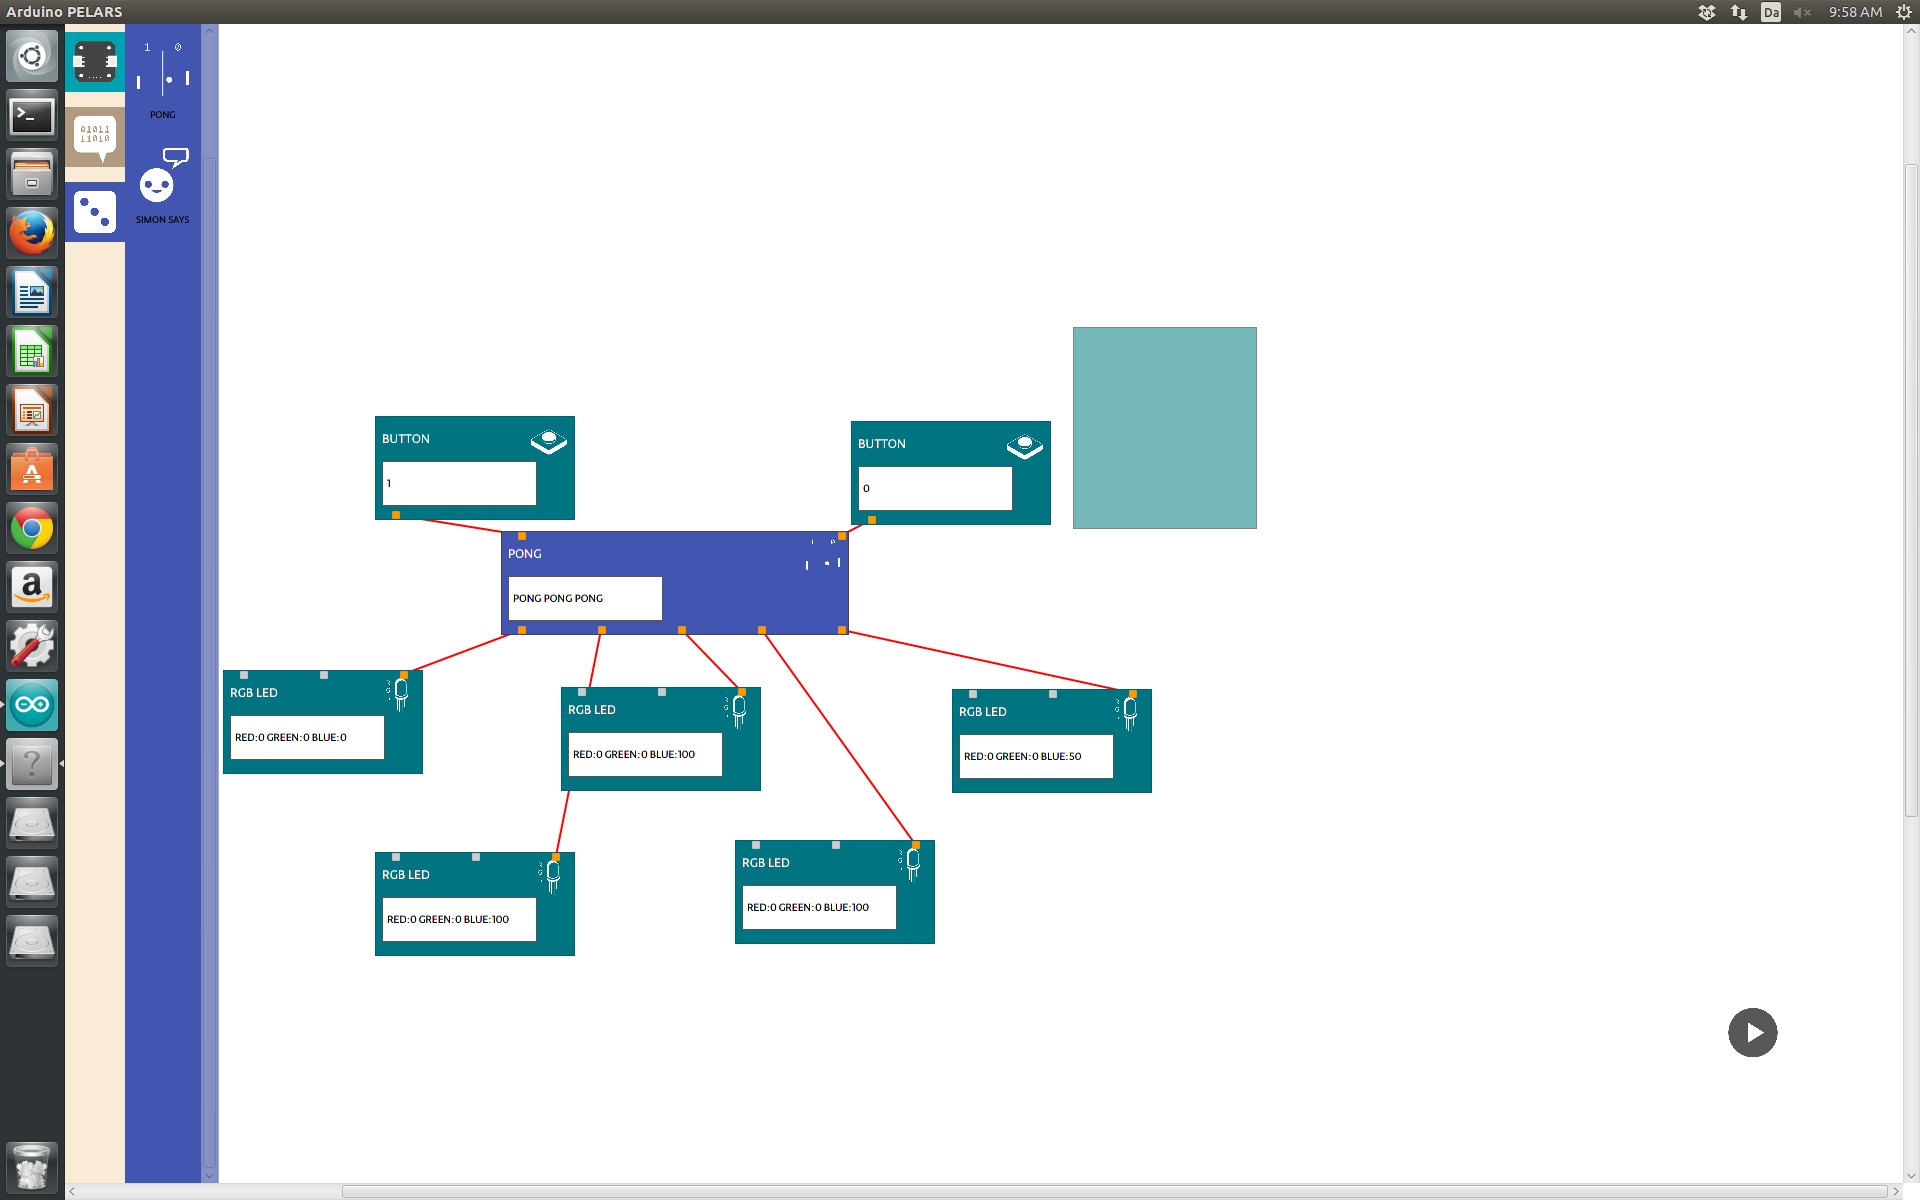 Arduino PELARS
Da
9:58 AM
1 0
PONG
01011
11010
SIMON SAYS
BUTTON
1
BUTTON
0
PONG
PONG PONG PONG
RGB LED
RED:0 GREEN:0 BLUE:0
RGB LED
RED:0 GREEN:0 BLUE:100
RGB LED
RED:0 GREEN:0 BLUE:50
RGB LED
RED:0 GREEN:0 BLUE:100
RGB LED
RED:0 GREEN:0 BLUE:100